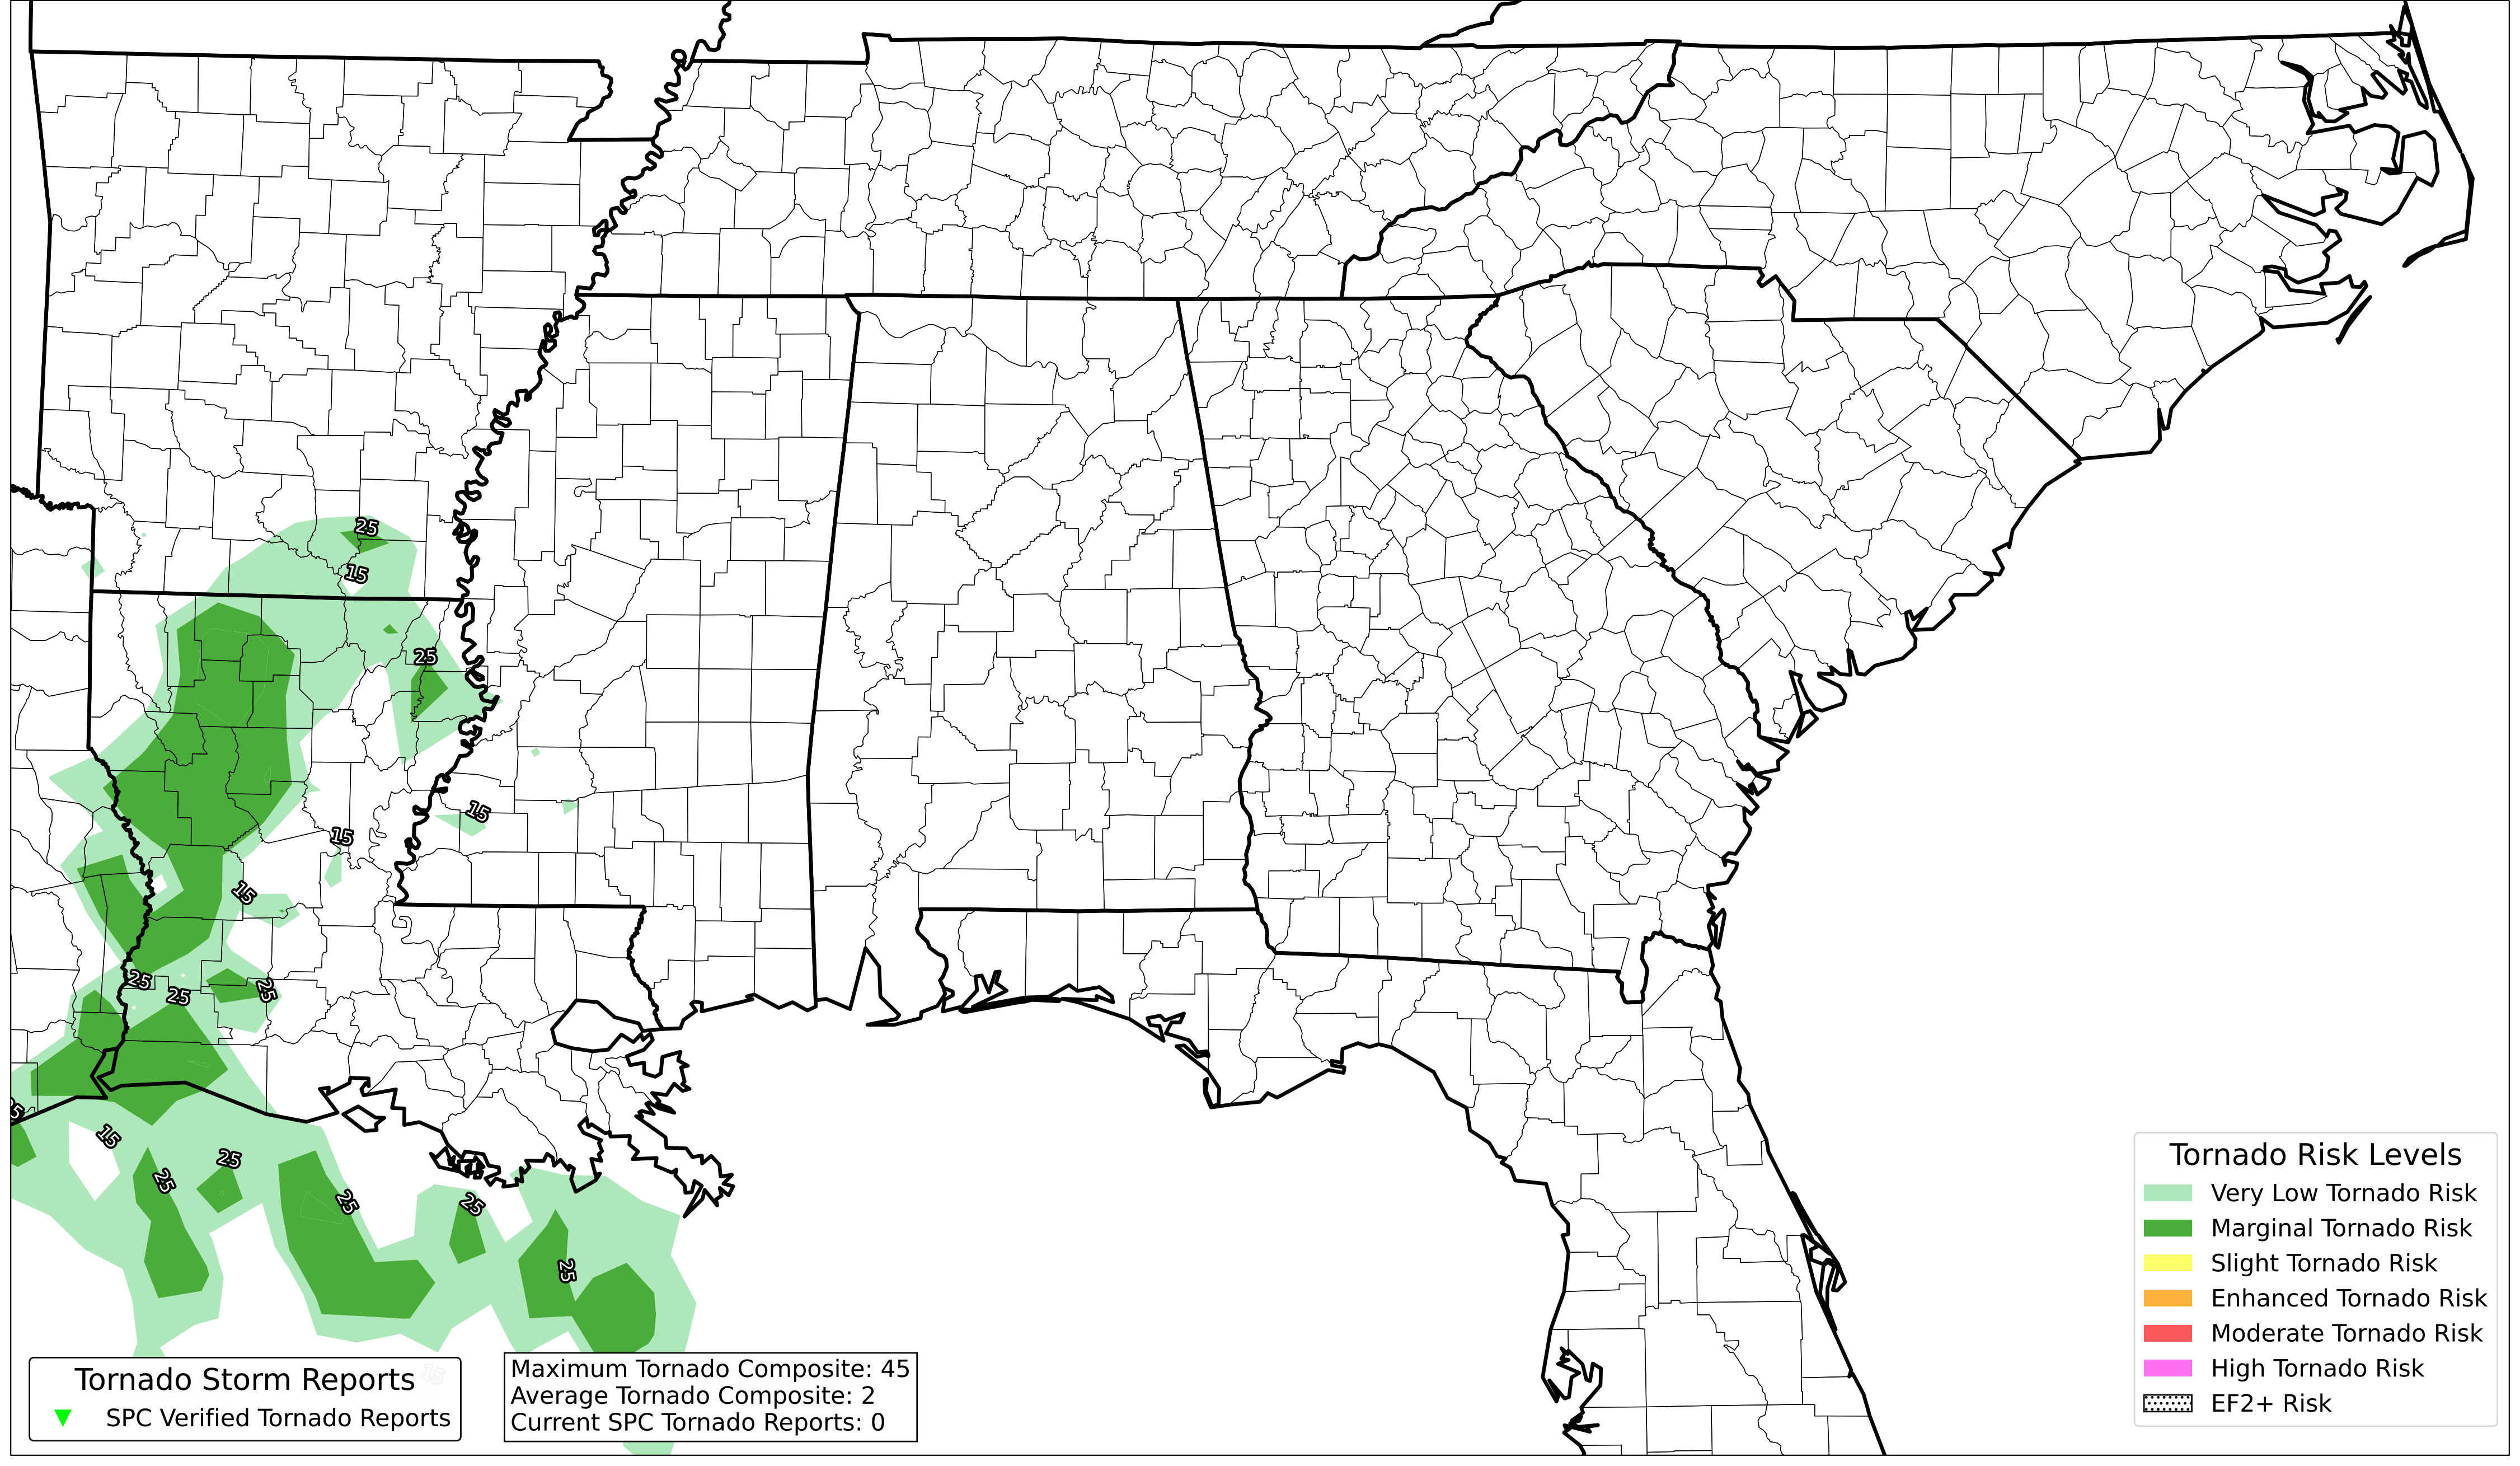 25
15
25
15
15
15
25
25
25
15
25
25
25
25
25
15
Tornado Risk Levels
Very Low Tornado Risk
Marginal Tornado Risk
Slight Tornado Risk
Enhanced Tornado Risk
Moderate Tornado Risk
High Tornado Risk
EF2+ Risk
Tornado Storm Reports
SPC Verified Tornado Reports
Maximum Tornado Composite: 45
Average Tornado Composite: 2
Current SPC Tornado Reports: 0